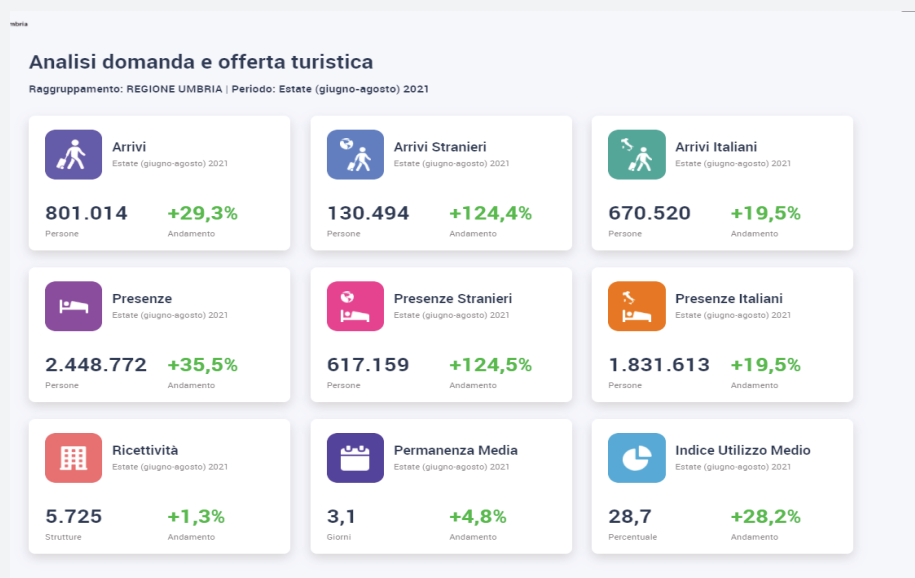 Analisi domanda e offerta turistica
Raggruppamento: REGIONE UMBRIA | Periodo: Estate (giugno-agosto) 2021
Arrivi
Estate (giugno-agosto) 2021
801.014 +29,3%
Persone Andamento
Arrivi Stranieri
Estate (giugno-agosto) 2021
130.494 +124,4%
Persone Andamento
Arrivi Italiani
Estate (giugno-agosto) 2021
670.520 +19,5%
Persone Andamento
Presenze
Estate (giugno-agosto) 2021
2.448.772 +35,5%
Persone Andamento
Presenze Stranieri
Estate (giugno-agosto) 2021
617.159 +124,5%
Persone Andamento
Presenze Italiani
Estate (giugno-agosto) 2021
1.831.613 +19,5%
Persone Andamento
Ricettività
Estate (giugno-agosto) 2021
5.725 +1,3%
Strutture Andamento
Permanenza Media
Estate (giugno-agosto) 2021
3,1 +4,8%
Giorni Andamento
Indice Utilizzo Medio
Estate (giugno-agosto) 2021
28,7 +28,2%
Percentuale Andamento